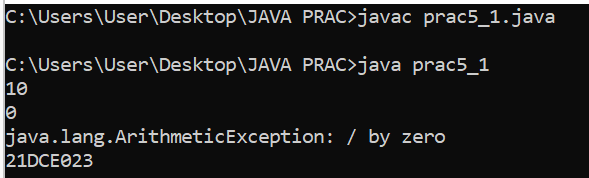 C:\Users\User\Desktop\JAVA PRAC>javac prac5_1.java
C:\Users\User\Desktop\JAVA PRAC>java prac5_1
10
0
java.lang.ArithmeticException: / by zero
21DCE023